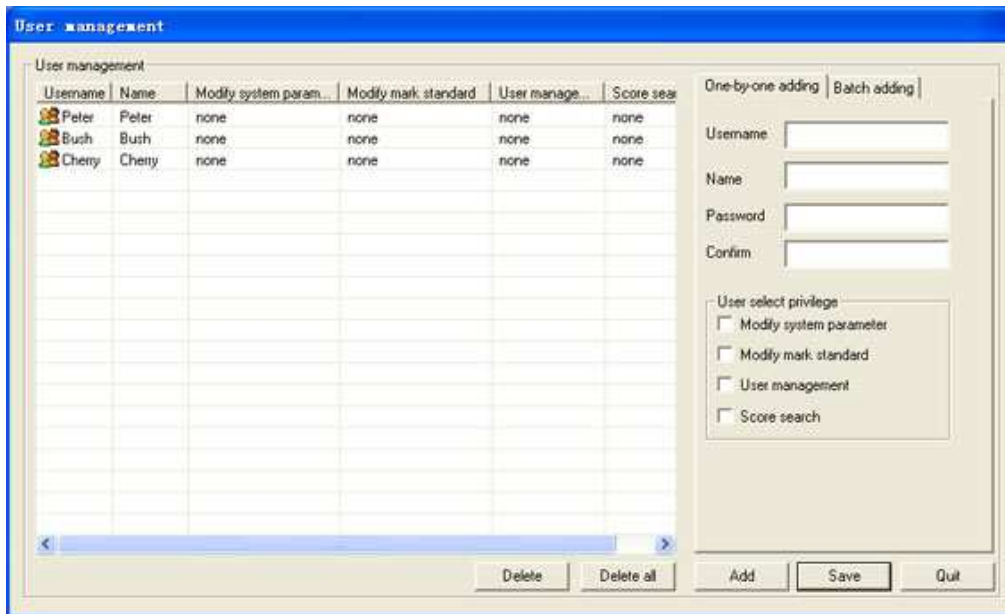 User management
User management
Username Name Modify system param... Modify mark standard User manage... Score sear
Peter Peter none none none none
Bush Bush none none none none
Cherry Cherry none none none none
One-by-one adding Batch adding
Username
Name
Password
Confirm
User select privilege
Modify system parameter
Modify mark standard
User management
Score search
Delete Delete all Add Save Quit